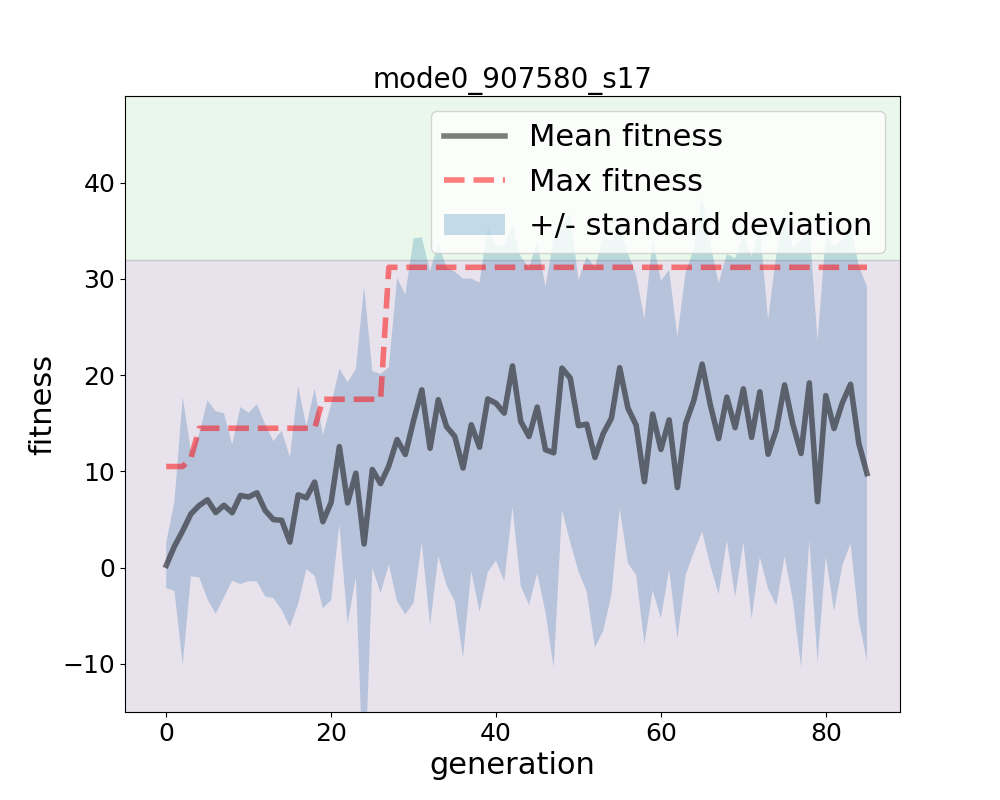 mode0_907580_s17
Mean fitness
Max fitness
+/- standard deviation
fitness
40
30
20
10
0
−10
0 20 40 60 80
generation